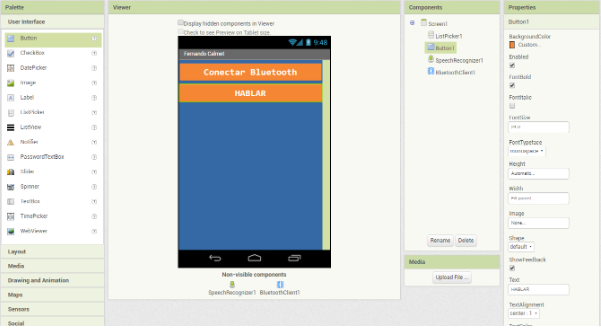 Palette
User Interface
Button
CheckBox
DatePicker
Image
Label
ListPicker
ListView
Notifier
PasswordTextBox
Slider
Spinner
TextBox
TimePicker
WebViewer
Layout
Media
Drawing and Animation
Maps
Sensors
Social
Viewer
Display hidden components in Viewer
Check to see Preview on Tablet size.
9:48
Fernando Calmet
Conectar Bluetooth
HABLAR
Non-visible components
SpeechRecognizer1 BluetoothClient1
Components
Screen1
ListPicker1
Button1
SpeechRecognizer1
BluetoothClient1
Rename Delete
Media
Upload File ...
Properties
Button1
BackgroundColor
Custom...
Enabled
FontBold
FontItalic
FontSize
FontTypeface
monospace
Height
Automatic...
Width
Fill parent...
Image
None...
Shape
default
ShowFeedback
Text
HABLAR
TextAlignment
center : 1
TextColor